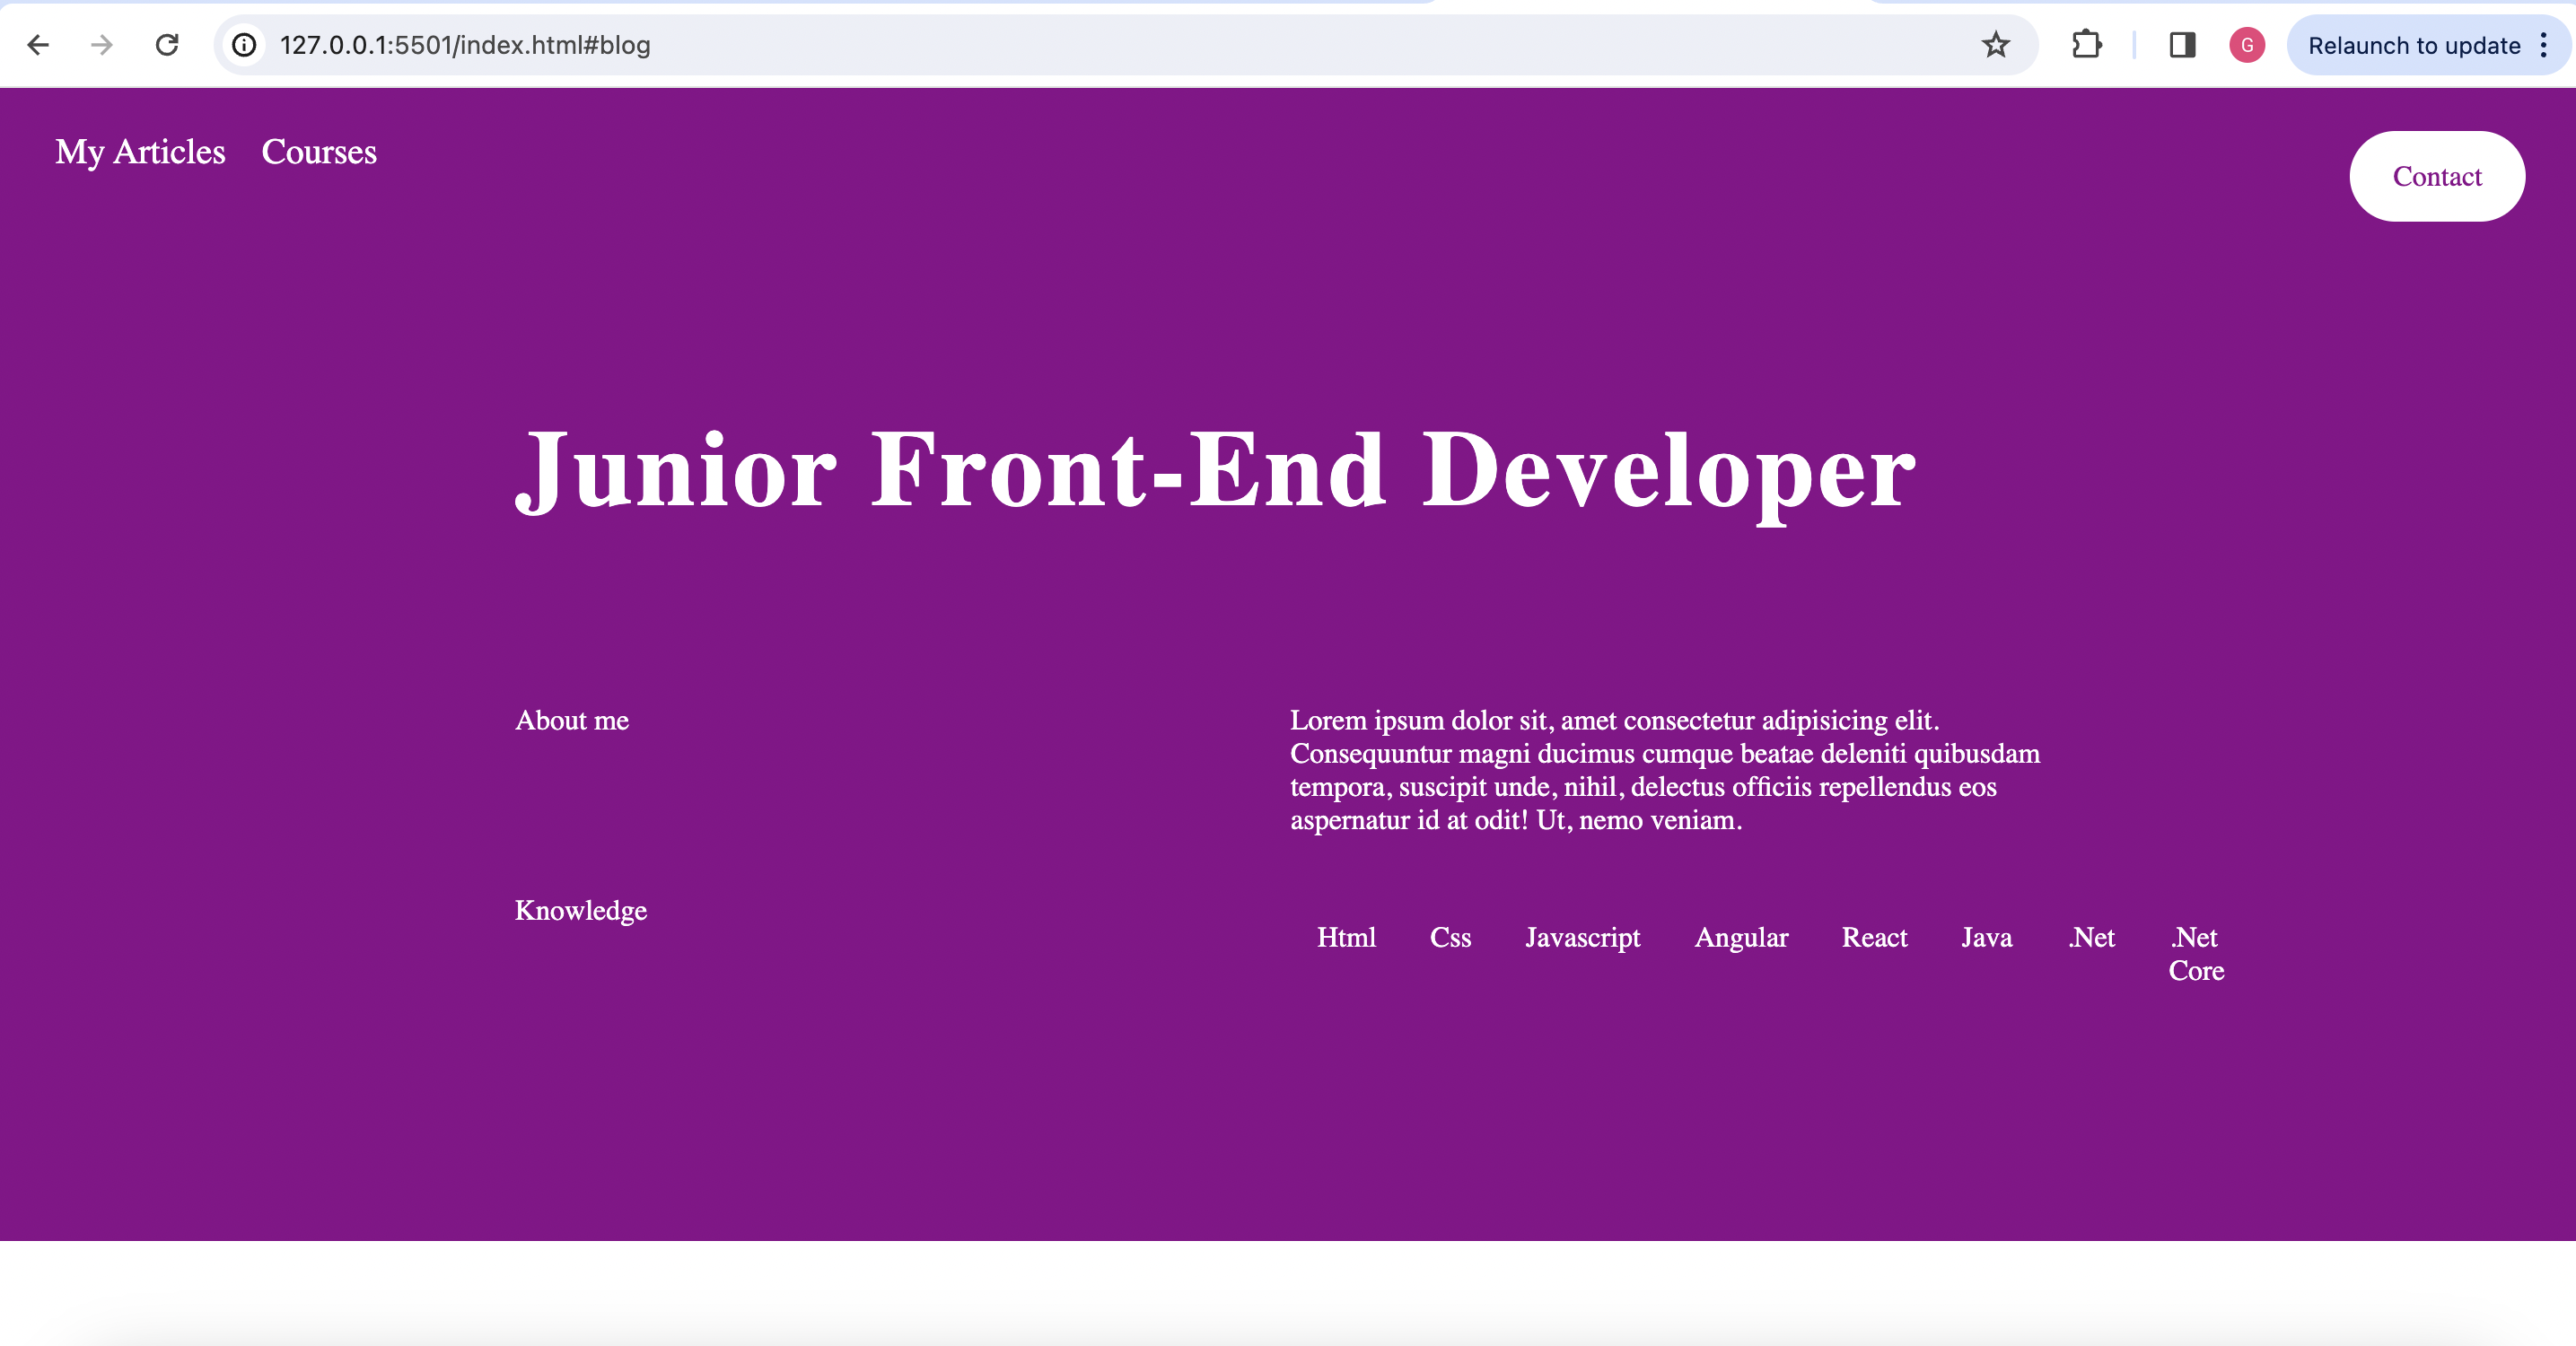 127.0.0.1:5501/index.html#blog
G
Relaunch to update
My Articles Courses
Contact
Junior Front-End Developer
About me
Lorem ipsum dolor sit, amet consectetur adipisicing elit.
Consequuntur magni ducimus cumque beatae deleniti quibusdam
tempora, suscipit unde, nihil, delectus officiis repellendus eos
aspernatur id at odit! Ut, nemo veniam.
Knowledge
Html Css Javascript Angular React Java .Net .Net
Core